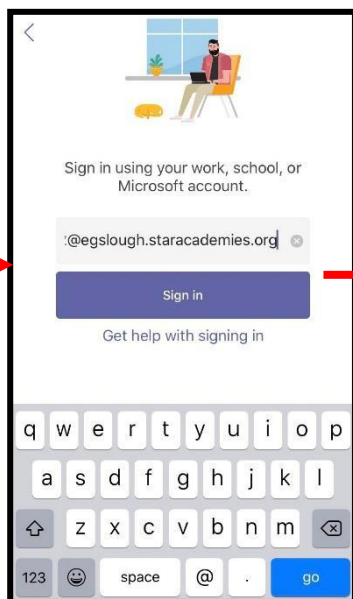 Sign in using your work, school, or
Microsoft account.
@egslough.staracademies.org
Sign in
Get help with signing in
q w e r t y u i o p
a s d f g h j k l
z x c v b n m
123 space @ . go